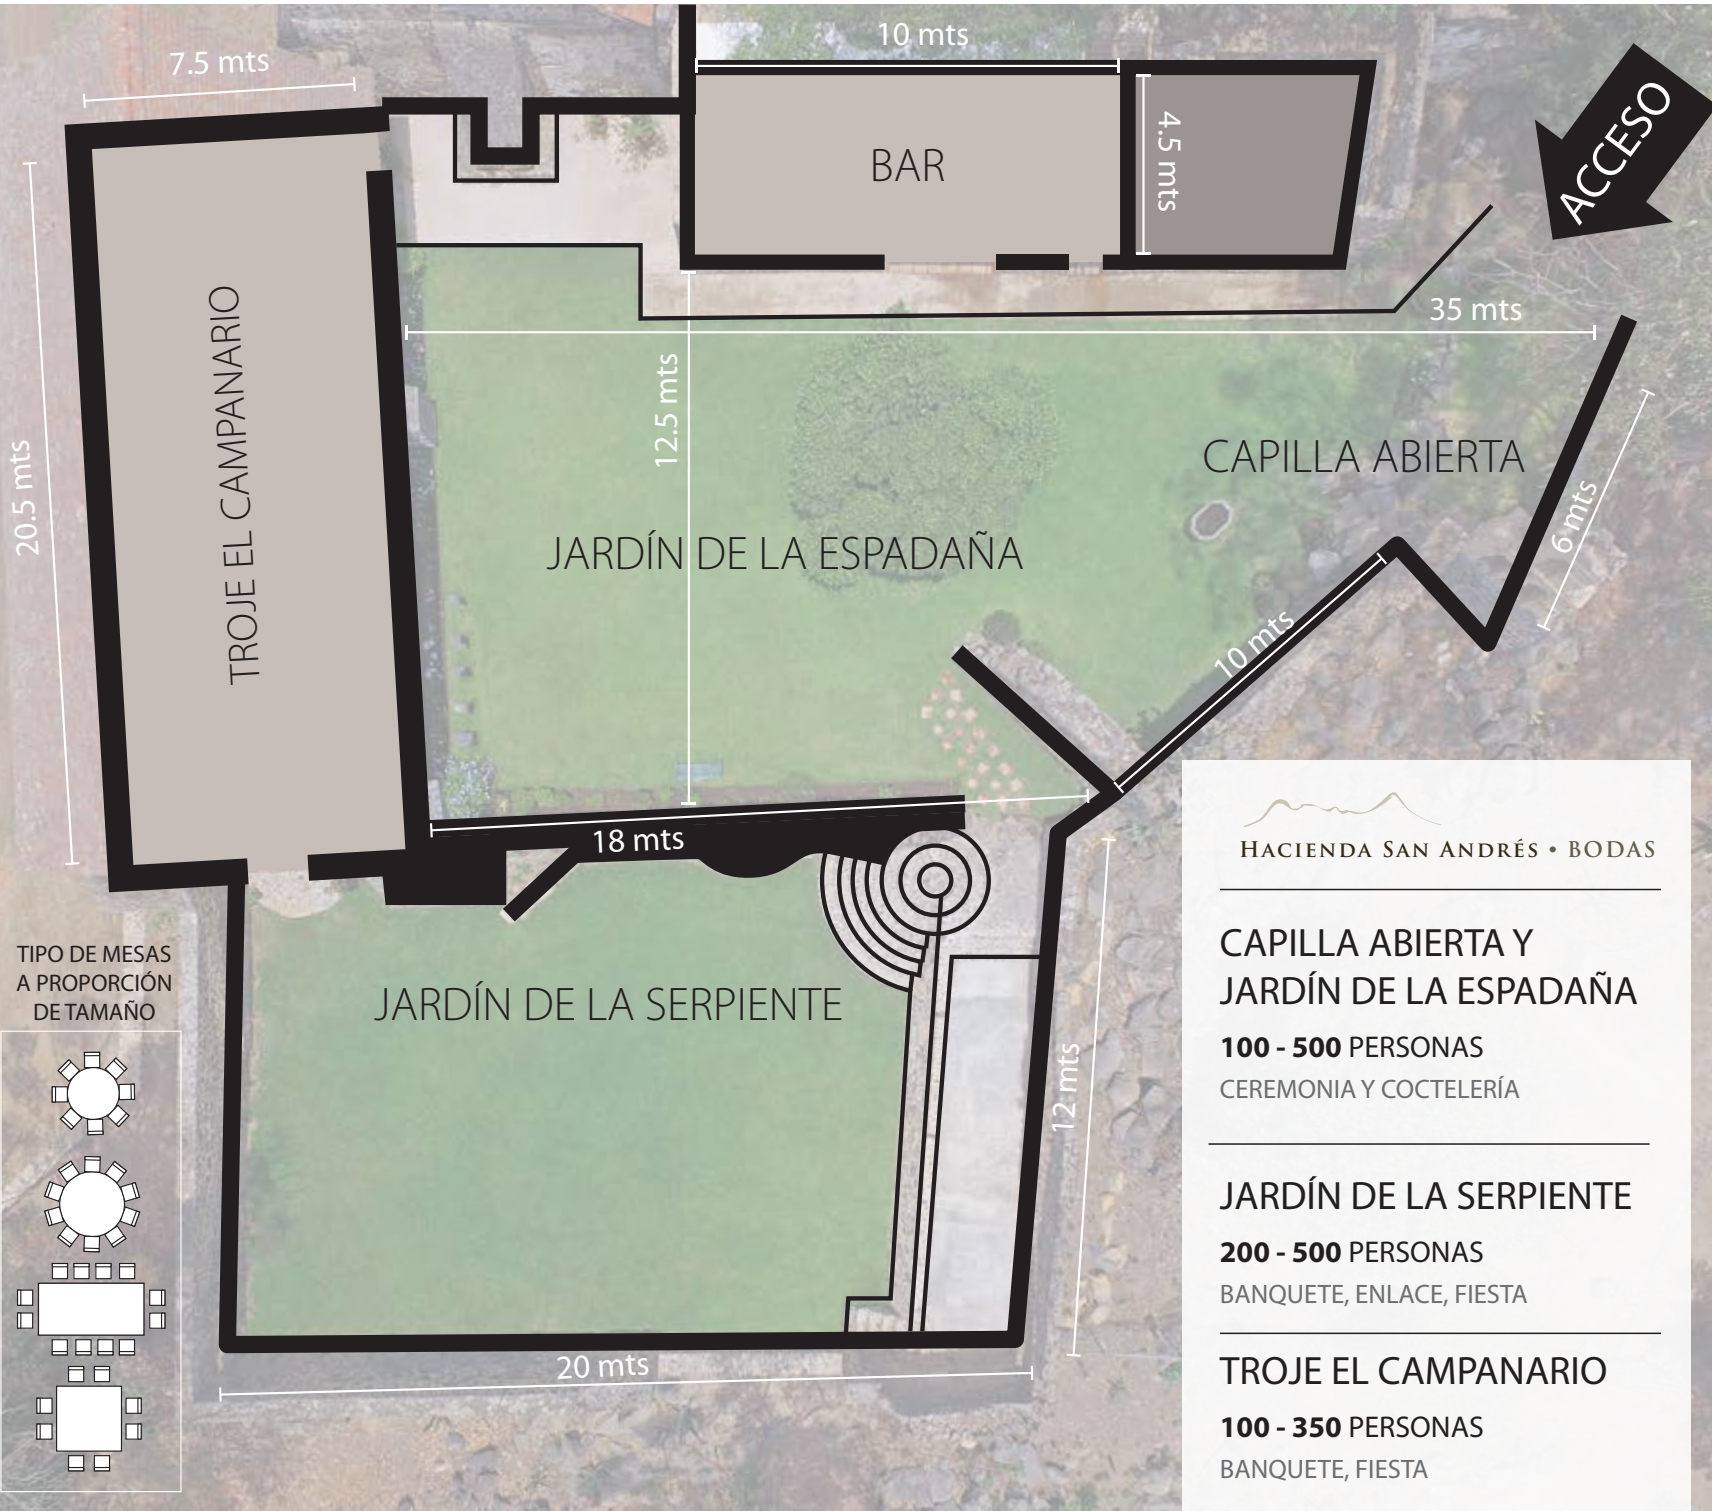 10 mts
7.5 mts
ACCESO
4.5 mts
BAR
35 mts
20.5 mts
TROJE EL CAMPANARIO
12.5 mts
CAPILLA ABIERTA
6 mts
JARDÍN DE LA ESPADAÑA
10 mts
18 mts
HACIENDA SAN ANDRÉS • BODAS
CAPILLA ABIERTA Y
JARDÍN DE LA ESPADAÑA
100 - 500 PERSONAS
CEREMONIA Y COCTELERÍA
JARDÍN DE LA SERPIENTE
200 - 500 PERSONAS
BANQUETE, ENLACE, FIESTA
TROJE EL CAMPANARIO
100 - 350 PERSONAS
BANQUETE, FIESTA
TIPO DE MESAS
A PROPORCIÓN
DE TAMAÑO
JARDÍN DE LA SERPIENTE
12 mts
20 mts